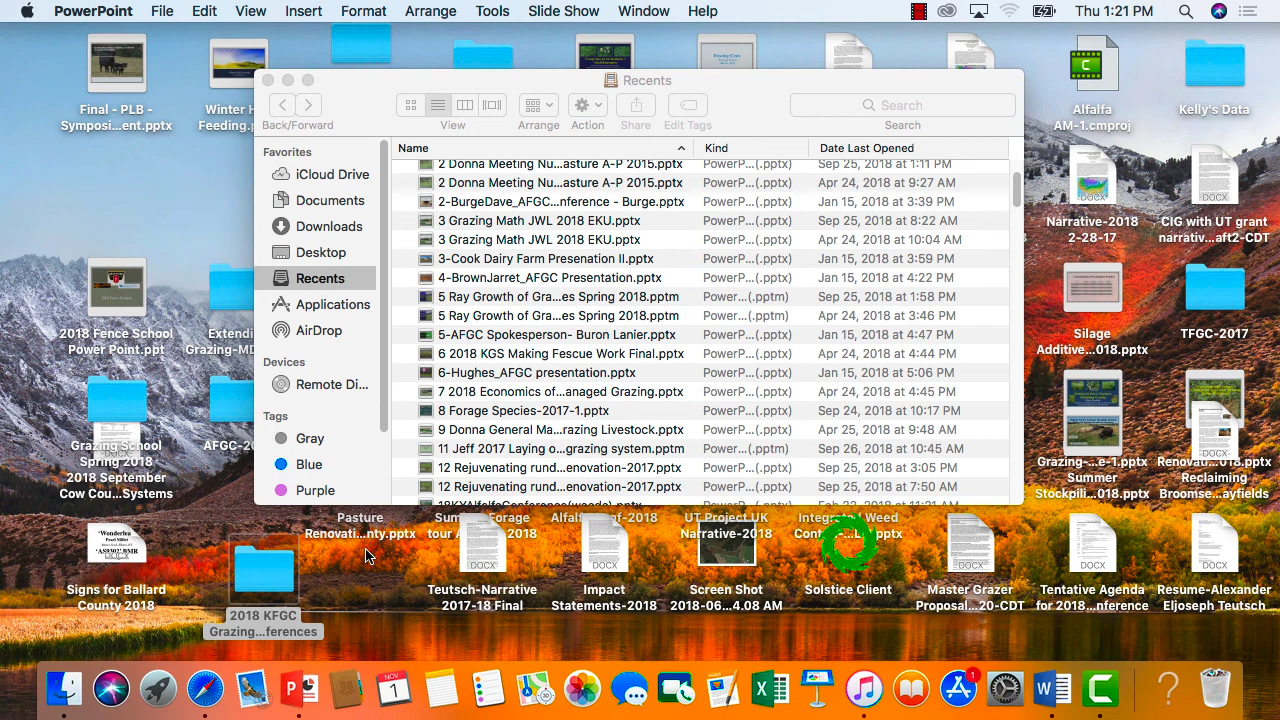 PowerPoint File Edit View Insert Format Arrange Tools Slide Show Window Help Thu 1:21 PM
Recents
Search
Back/Forward View Arrange Action Share Edit Tags Search
Name Kind Date Last Opened
2 Donna Meeting Nu...asture A-P 2015.pptx PowerP...(.pptx) Sep 25, 2018 at 1:11 PM
2 Donna Meeting Nu...asture A-P 2015.pptx PowerP...(.pptx) Apr 24, 2018 at 9:27 AM
2-BurgeDave_AFGConference - Burge.pptx PowerP...(.pptx) Jan 15, 2018 at 3:39 PM
3 Grazing Math JWL 2018 EKU.pptx PowerP...(.pptx) Sep 25, 2018 at 8:22 AM
3 Grazing Math JWL 2018 EKU.pptx PowerP...(.pptx) Apr 24, 2018 at 10:04 AM
3-Cook Dairy Farm Presenation II.pptx PowerP...(.pptx) Jan 15, 2018 at 3:59 PM
4-BrownJarret_AFGC Presentation.pptx PowerP...(.pptx) Jan 15, 2018 at 4:22 PM
5 Ray Growth of Gra...es Spring 2018.pptm Power...(.pptm) Sep 25, 2018 at 1:58 PM
5 Ray Growth of Gra...es Spring 2018.pptm Power...(.pptm) Apr 24, 2018 at 3:46 PM
5-AFGC Spokesperson- Buron Lanier.pptx PowerP...(.pptx) Jan 15, 2018 at 4:47 PM
6 2018 KGS Making Fescue Work Final.pptx PowerP...(.pptx) Apr 24, 2018 at 4:44 PM
6-Hughes_AFGC presentation.pptx PowerP...(.pptx) Jan 15, 2018 at 5:06 PM
7 2018 Economics of...anaged Grazing.pptx PowerP...(.pptx) Apr 24, 2018 at 4:45 PM
8 Forage Species-2017-1.pptx PowerP...(.pptx) Sep 24, 2018 at 10:17 PM
9 Donna General Man...razing Livestock.pptx PowerP...(.pptx) Apr 25, 2018 at 9:48 AM
11 Jeff 2017 Laying o...grazing system.pptm Power...(.pptm) Sep 26, 2018 at 10:45 AM
12 Rejuvenating rund...enovation-2017.pptx PowerP...(.pptx) Sep 25, 2018 at 3:05 PM
12 Rejuvenating rund...enovation-2017.pptx PowerP...(.pptx) Sep 25, 2018 at 7:50 AM
Favorites
iCloud Drive
Documents
Downloads
Desktop
Recents
Applications
AirDrop
Devices
Remote Di...
Tags
Gray
Blue
Purple
Final - PLB -
Symposi...ent.pptx
Winter H
Feeding.p
Alfalfa
AM-1.cmproj
Kelly's Data
DOCX
Narrative-2018
2-28-17
DOCX
CIG with UT grant
narrativ...aft2-CDT
2018 Fence School
Power Point.ppt
Extendi
Grazing-MD
Silage
Additive...018.pptx
TFGC-2017
Grazing School
Spring 2018
2018 September
Cow Cou...Systems
AFGC-20
Grazing-...e-1.pptx
Summer
Stockpili...018.pptx
DOCX
Renovati...018.pptx
Reclaiming
Broomse...ayfields
Pasture
Renovati...nty.pptx
UT Project UK
Narrative-2018
Signs for Ballard
County 2018
2018 KFGC
Grazing...ferences
DOCX
Teutsch-Narrative
2017-18 Final
DOCX
Impact
Statements-2018
Screen Shot
2018-06...4.08 AM
Solstice Client
DOCX
Master Grazer
Proposal...20-CDT
DOCX
Tentative Agenda
for 2018...nference
DOCX
Resume-Alexander
Eljoseph Teutsch
NOV
1
1